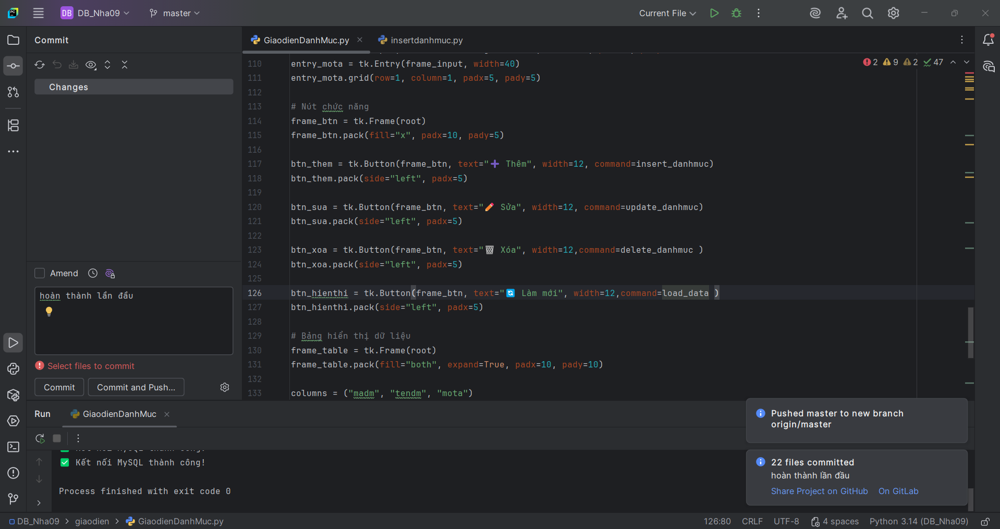 PC
DB DB_Nha09 master Current File
Commit
GiaodienDanhMuc.py
insertdanhmuc.py
2 9 2 47
Changes
110 entry_mota = tk.Entry(frame_input, width=40)
111 entry_mota.grid(row=1, column=1, padx=5, pady=5)
112
113 # Nút chức năng
114 frame_btn = tk.Frame(root)
115 frame_btn.pack(fill="x", padx=10, pady=5)
116
117 btn_them = tk.Button(frame_btn, text="➕ Thêm", width=12, command=insert_danhmuc)
118 btn_them.pack(side="left", padx=5)
119
120 btn_sua = tk.Button(frame_btn, text="✏️ Sửa", width=12, command=update_danhmuc)
121 btn_sua.pack(side="left", padx=5)
122
123 btn_xoa = tk.Button(frame_btn, text="🗑️ Xóa", width=12,command=delete_danhmuc )
124 btn_xoa.pack(side="left", padx=5)
125
126 btn_hienthi = tk.Button(frame_btn, text="🔄 Làm mới", width=12,command=load_data )
127 btn_hienthi.pack(side="left", padx=5)
128
129 # Bảng hiển thị dữ liệu
130 frame_table = tk.Frame(root)
131 frame_table.pack(fill="both", expand=True, padx=10, pady=10)
132
133 columns = ("madm", "tendm", "mota")
Amend
hoàn thành lần đầu
Select files to commit
Commit
Commit and Push...
Run
GiaodienDanhMuc
✅ Kết nối MySQL thành công!
Process finished with exit code 0
Pushed master to new branch
origin/master
22 files committed
hoàn thành lần đầu
Share Project on GitHub On GitLab
DB_Nha09 > giaodien > GiaodienDanhMuc.py
126:80 CRLF UTF-8 4 spaces Python 3.14 (DB_Nha09)